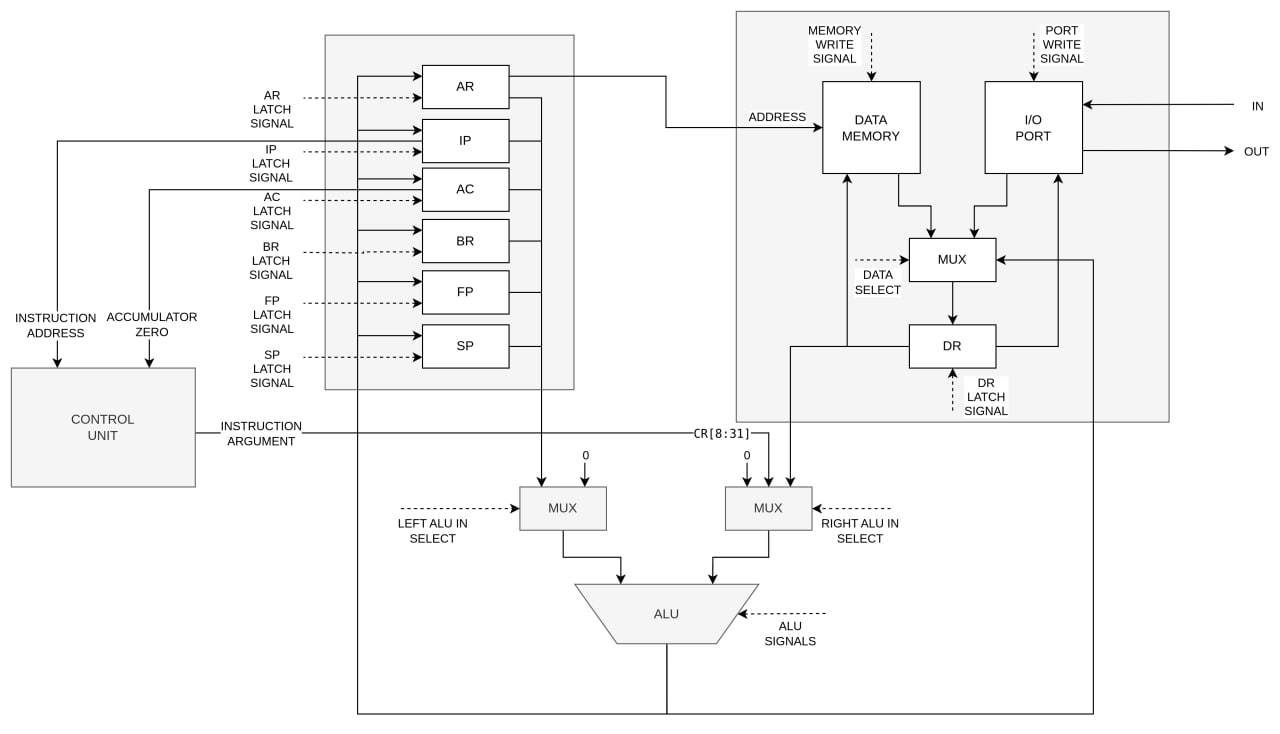 MEMORY
WRITE
SIGNAL
PORT
WRITE
SIGNAL
AR
AR
LATCH
SIGNAL
ADDRESS
DATA
MEMORY
I/O
PORT
IN
OUT
IP
IP
LATCH
SIGNAL
AC
AC
LATCH
SIGNAL
BR
BR
LATCH
SIGNAL
MUX
DATA
SELECT
FP
FP
LATCH
SIGNAL
INSTRUCTION
ADDRESS
ACCUMULATOR
ZERO
SP
SP
LATCH
SIGNAL
DR
DR
LATCH
SIGNAL
CONTROL
UNIT
INSTRUCTION
ARGUMENT
CR[8:31]
0
0
MUX
MUX
LEFT ALU IN
SELECT
RIGHT ALU IN
SELECT
ALU
ALU
SIGNALS